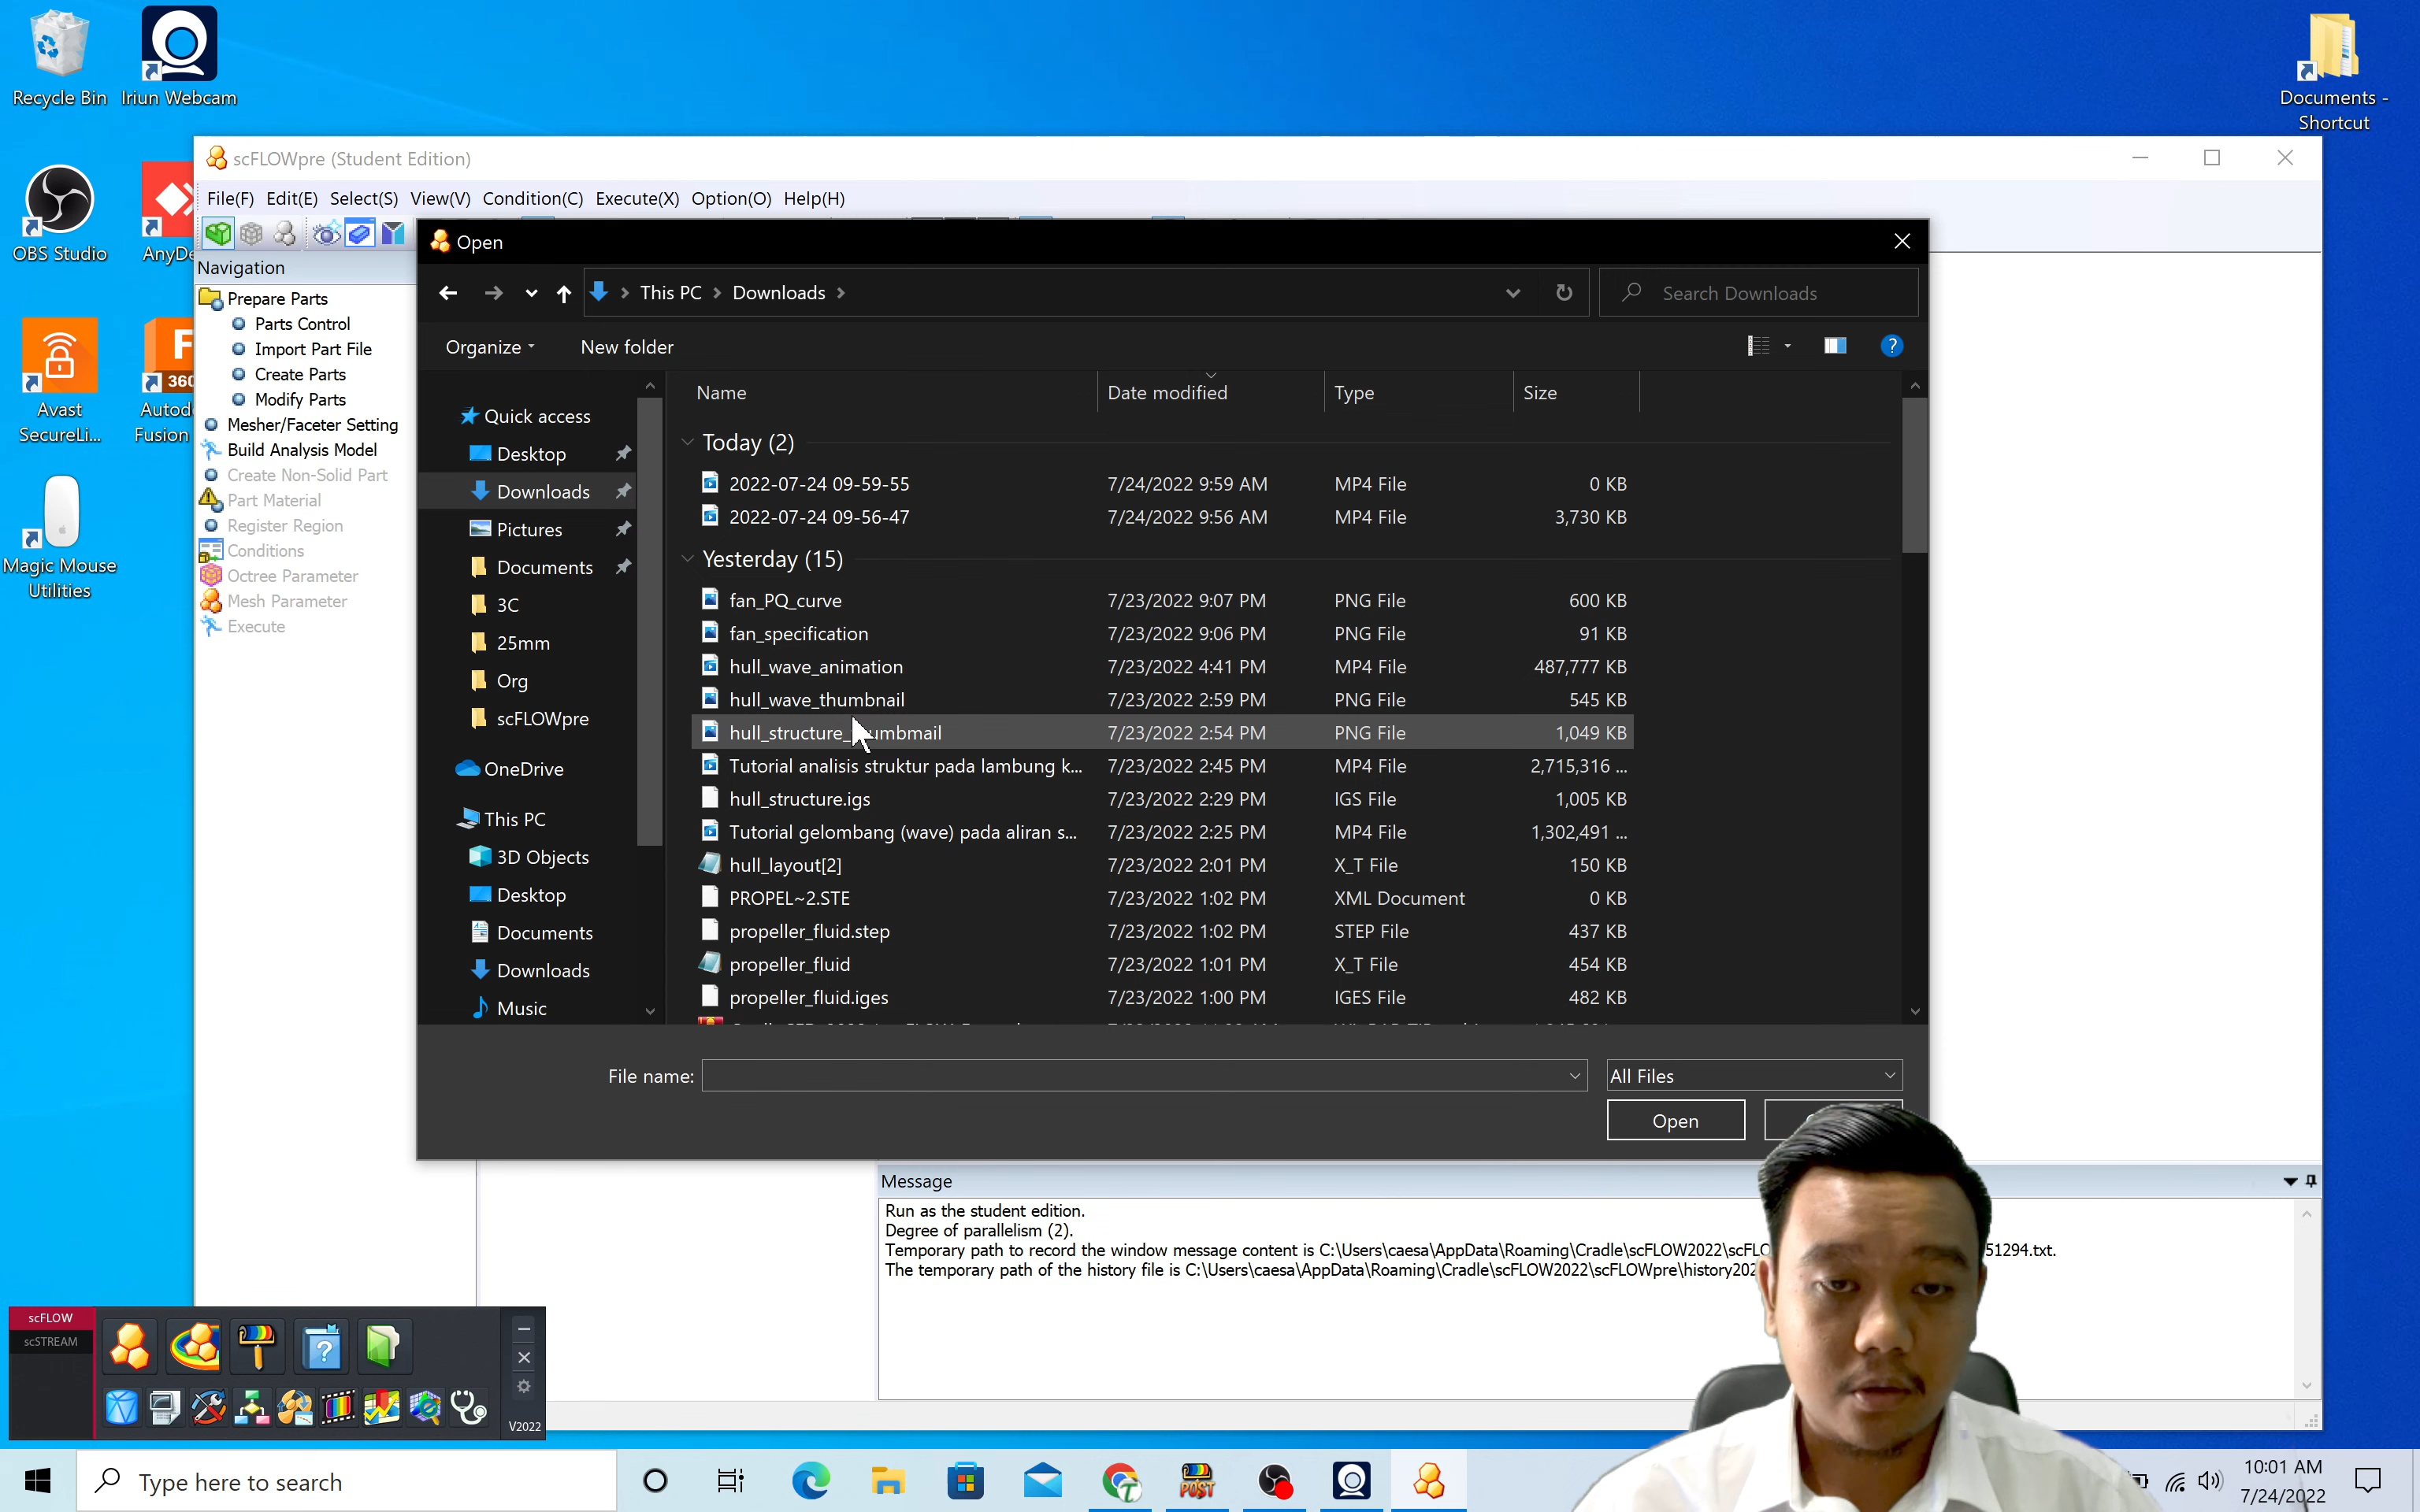 Recycle Bin
Iriun Webcam
Documents -
Shortcut
OBS Studio
AnyDe
Avast
SecureLi...
Autod
Fusion
360
Magic Mouse
Utilities
scFLOWpre (Student Edition)
File(F) Edit(E) Select(S) View(V) Condition(C) Execute(X) Option(O) Help(H)
Navigation
Prepare Parts
Parts Control
Import Part File
Create Parts
Modify Parts
Mesher/Faceter Setting
Build Analysis Model
Create Non-Solid Part
Part Material
Register Region
Conditions
Octree Parameter
Mesh Parameter
Execute
Open
This PC Downloads
Search Downloads
Organize New folder
Quick access
Desktop
Downloads
Pictures
Documents
3C
25mm
Org
scFLOWpre
OneDrive
This PC
3D Objects
Desktop
Documents
Downloads
Music
Name Date modified Type Size
Today (2)
2022-07-24 09-59-55 7/24/2022 9:59 AM MP4 File 0 KB
2022-07-24 09-56-47 7/24/2022 9:56 AM MP4 File 3,730 KB
Yesterday (15)
fan_PQ_curve 7/23/2022 9:07 PM PNG File 600 KB
fan_specification 7/23/2022 9:06 PM PNG File 91 KB
hull_wave_animation 7/23/2022 4:41 PM MP4 File 487,777 KB
hull_wave_thumbnail 7/23/2022 2:59 PM PNG File 545 KB
hull_structure_ umbmail 7/23/2022 2:54 PM PNG File 1,049 KB
Tutorial analisis struktur pada lambung k... 7/23/2022 2:45 PM MP4 File 2,715,316 ...
hull_structure.igs 7/23/2022 2:29 PM IGS File 1,005 KB
Tutorial gelombang (wave) pada aliran s... 7/23/2022 2:25 PM MP4 File 1,302,491 ...
hull_layout[2] 7/23/2022 2:01 PM X_T File 150 KB
PROPEL~2.STE 7/23/2022 1:02 PM XML Document 0 KB
propeller_fluid.step 7/23/2022 1:02 PM STEP File 437 KB
propeller_fluid 7/23/2022 1:01 PM X_T File 454 KB
propeller_fluid.iges 7/23/2022 1:00 PM IGES File 482 KB
File name:
All Files
Open
Message
Run as the student edition.
Degree of parallelism (2).
Temporary path to record the window message content is C:\Users\caesa\AppData\Roaming\Cradle\scFLOW2022\scFLO 51294.txt.
The temporary path of the history file is C:\Users\caesa\AppData\Roaming\Cradle\scFLOW2022\scFLOWpre\history202
scFLOW
scSTREAM
V2022
Type here to search
POST
10:01 AM
7/24/2022